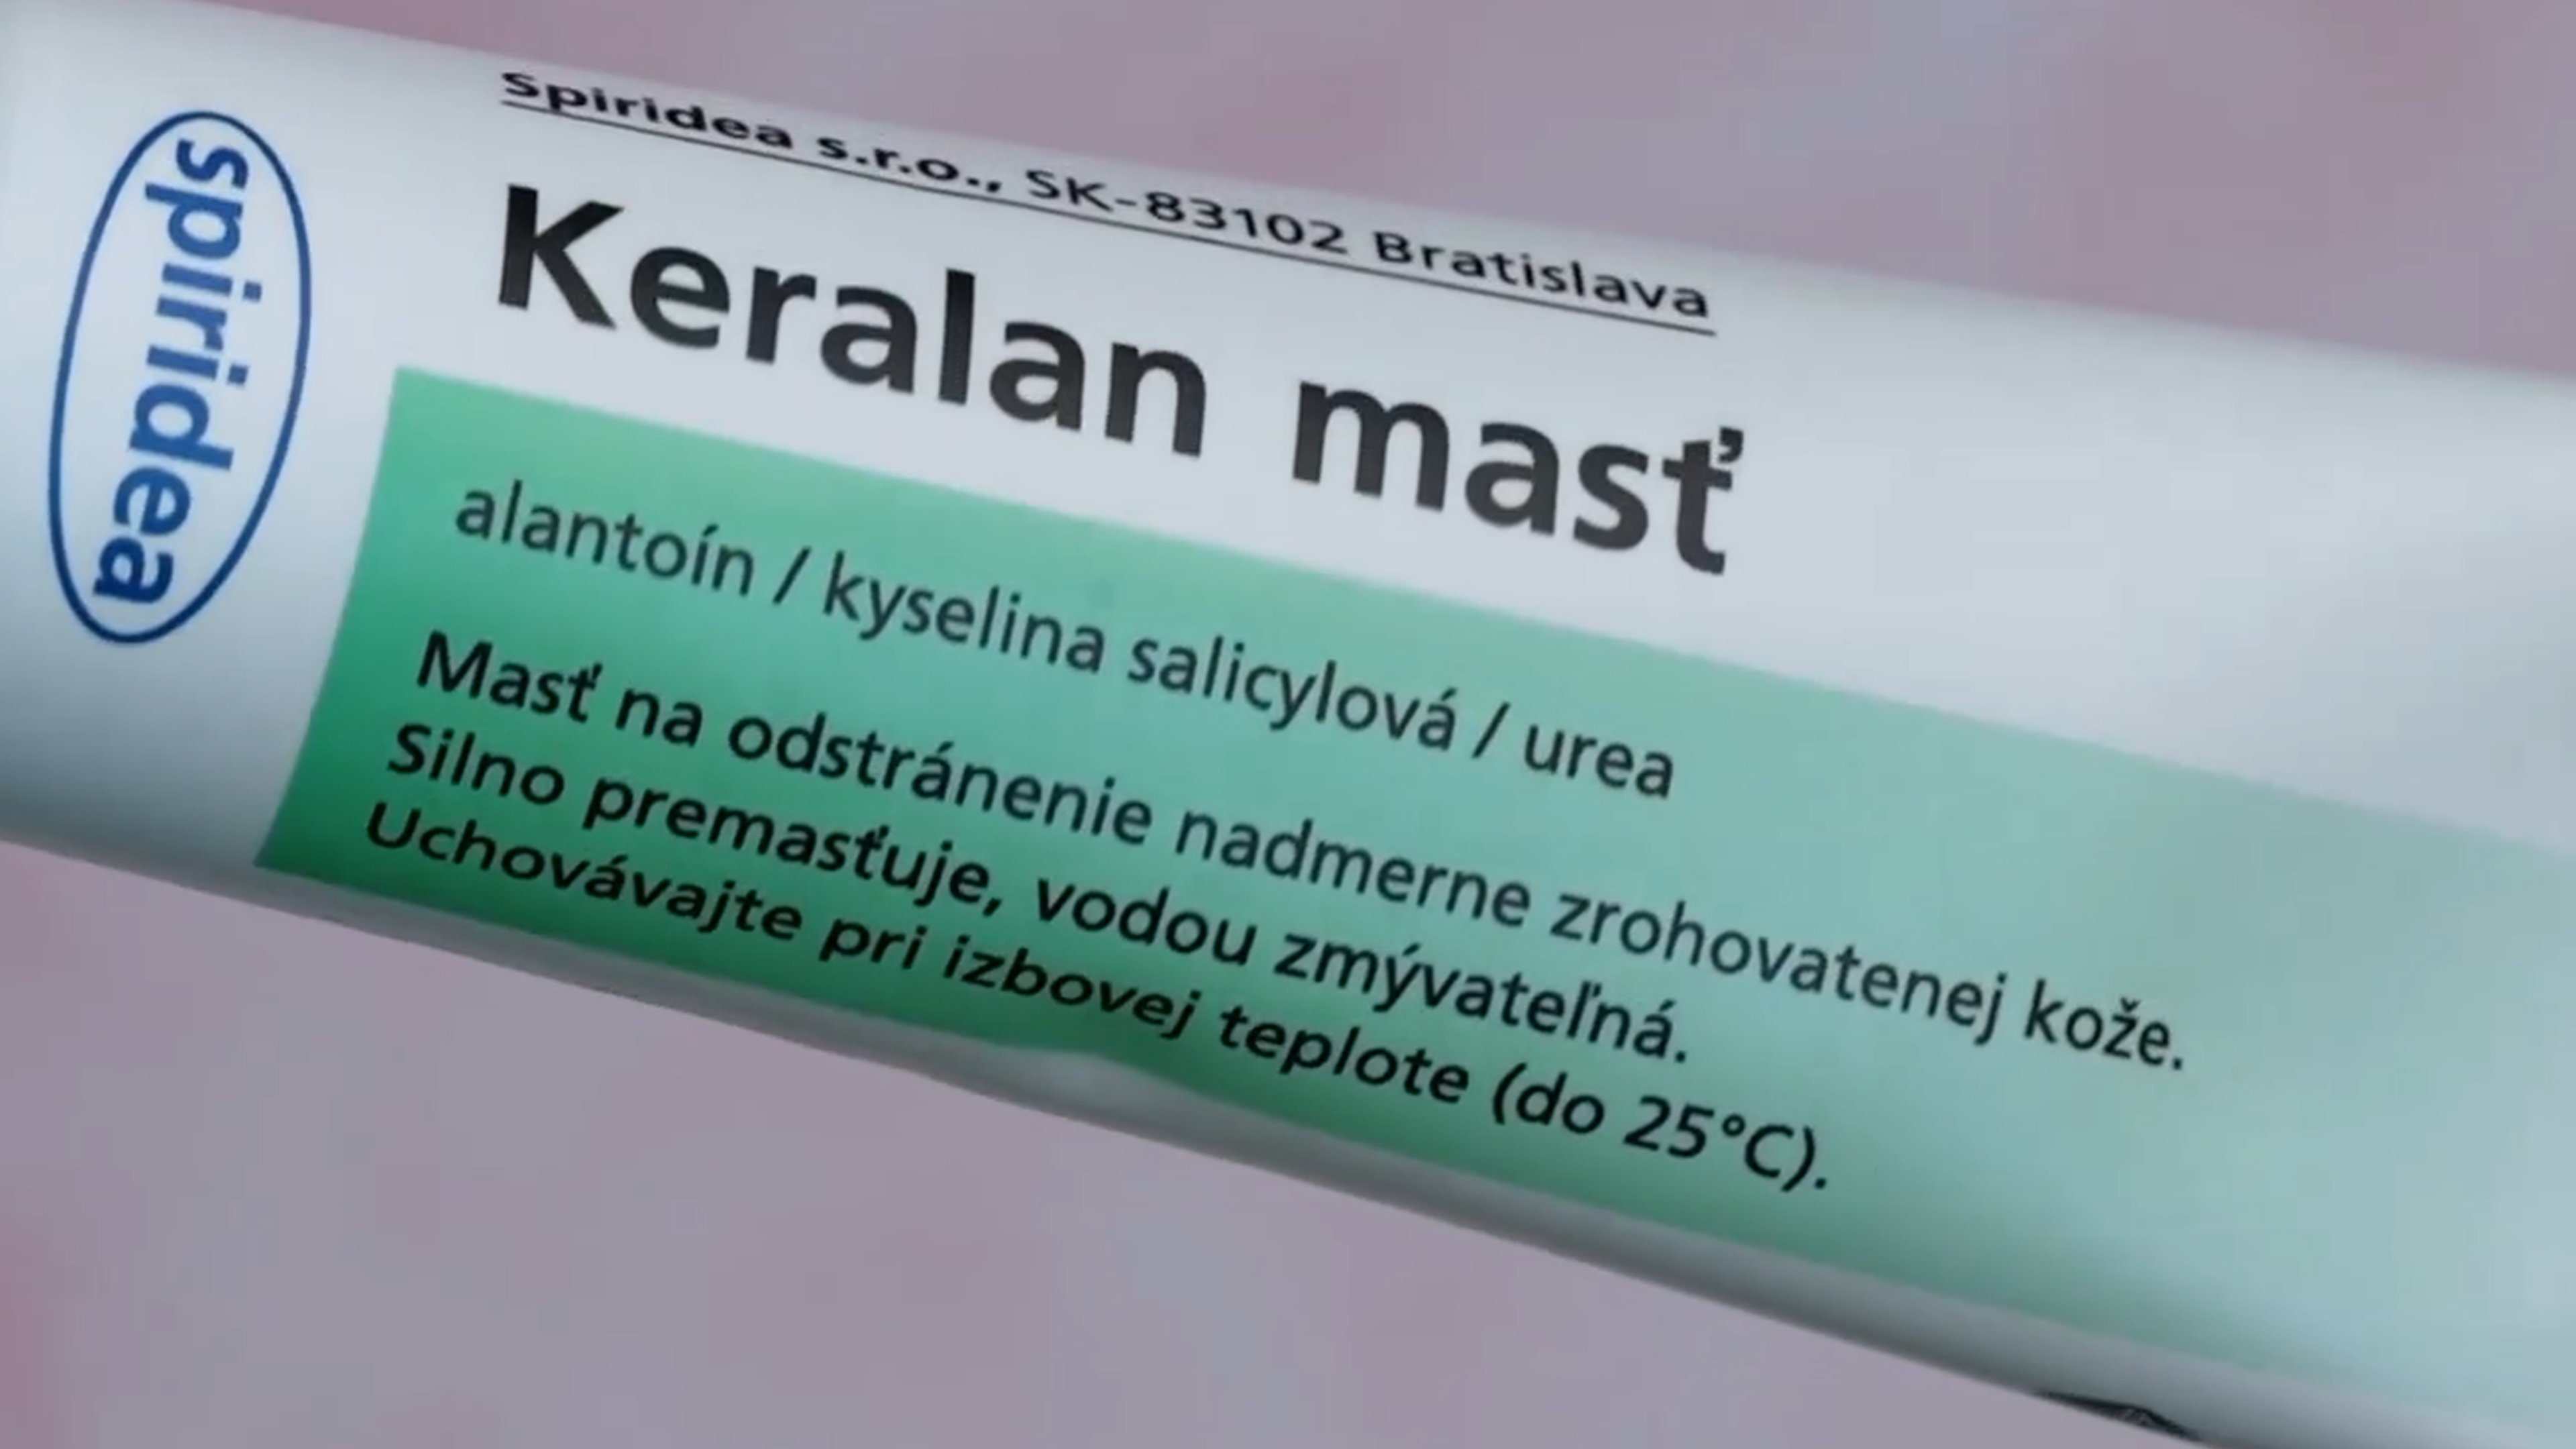 spiridea
Spiridea s.r.o., SK-83102 Bratislava
Keralan masť
alantoín / kyselina salicylová / urea
Masť na odstránenie nadmerne zrohovatenej kože.
Silno premasťuje, vodou zmývateľná.
Uchovávajte pri izbovej teplote (do 25°C).